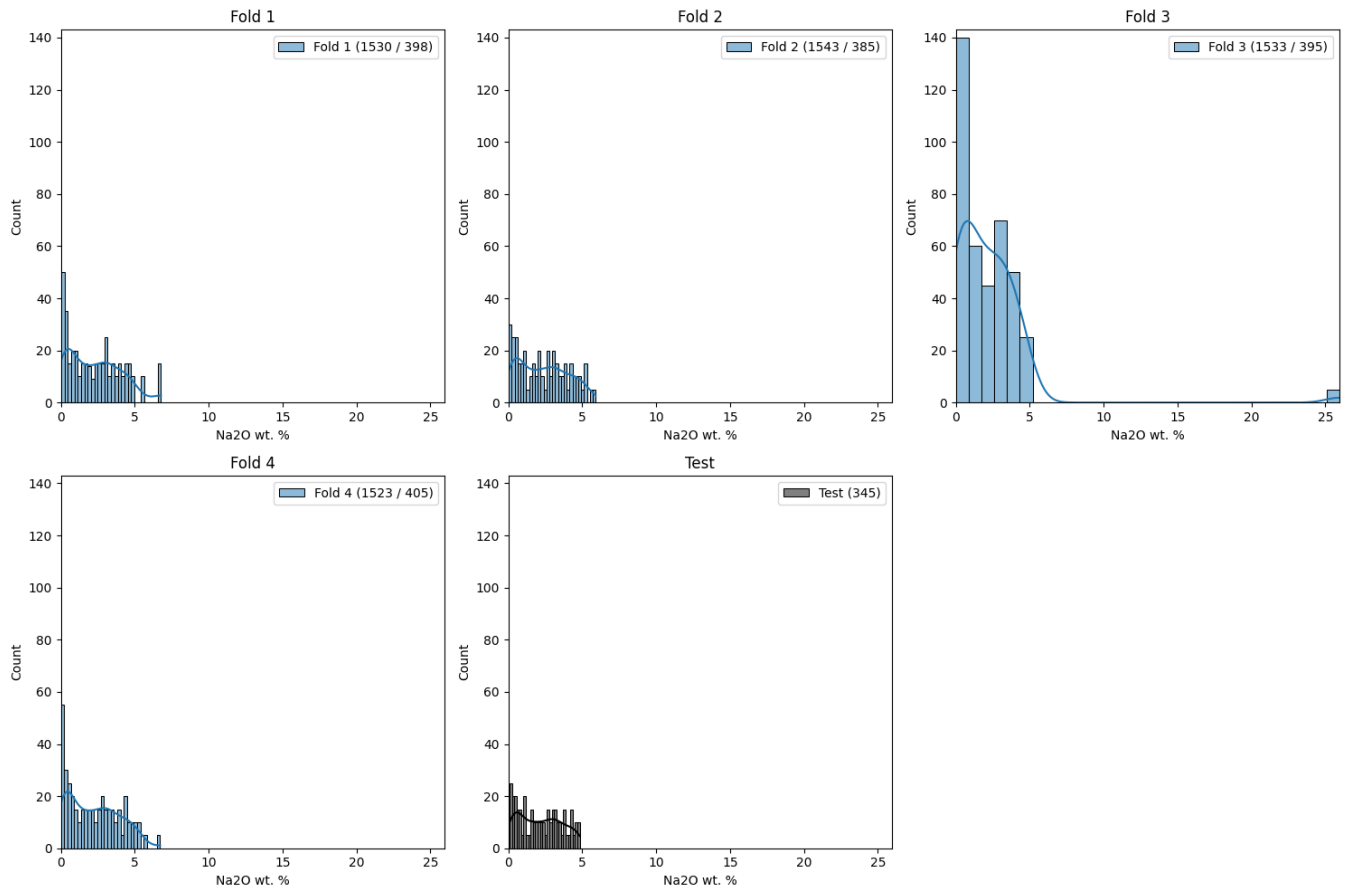 Fold 1
140
120
100
80
60
40
20
0
Count
Fold 1 (1530 / 398)
0 5 10 15 20 25
Na2O wt. %
Fold 2
140
120
100
80
60
40
20
0
Count
Fold 2 (1543 / 385)
0 5 10 15 20 25
Na2O wt. %
Fold 3
140
120
100
80
60
40
20
0
Count
Fold 3 (1533 / 395)
0 5 10 15 20 25
Na2O wt. %
Fold 4
140
120
100
80
60
40
20
0
Count
Fold 4 (1523 / 405)
0 5 10 15 20 25
Na2O wt. %
Test
140
120
100
80
60
40
20
0
Count
Test (345)
0 5 10 15 20 25
Na2O wt. %